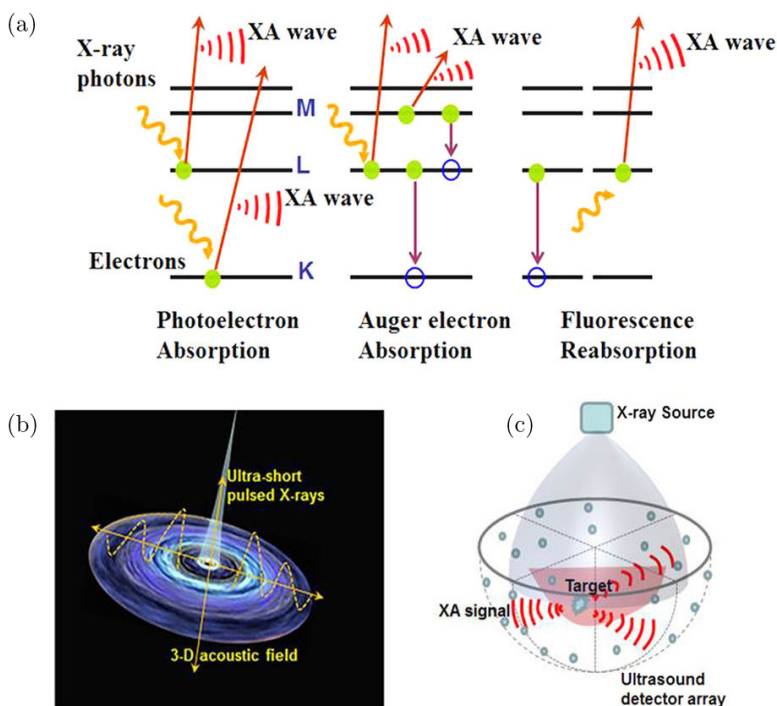 (a)
X-ray
photons
XA wave
XA wave
XA wave
M
L
XA wave
Electrons
K
Photoelectron
Absorption
Auger electron
Absorption
Fluorescence
Reabsorption
(b)
Ultra-short
pulsed X-rays
3-D acoustic field
(c)
X-ray Source
Target
XA signal
Ultrasound
detector array